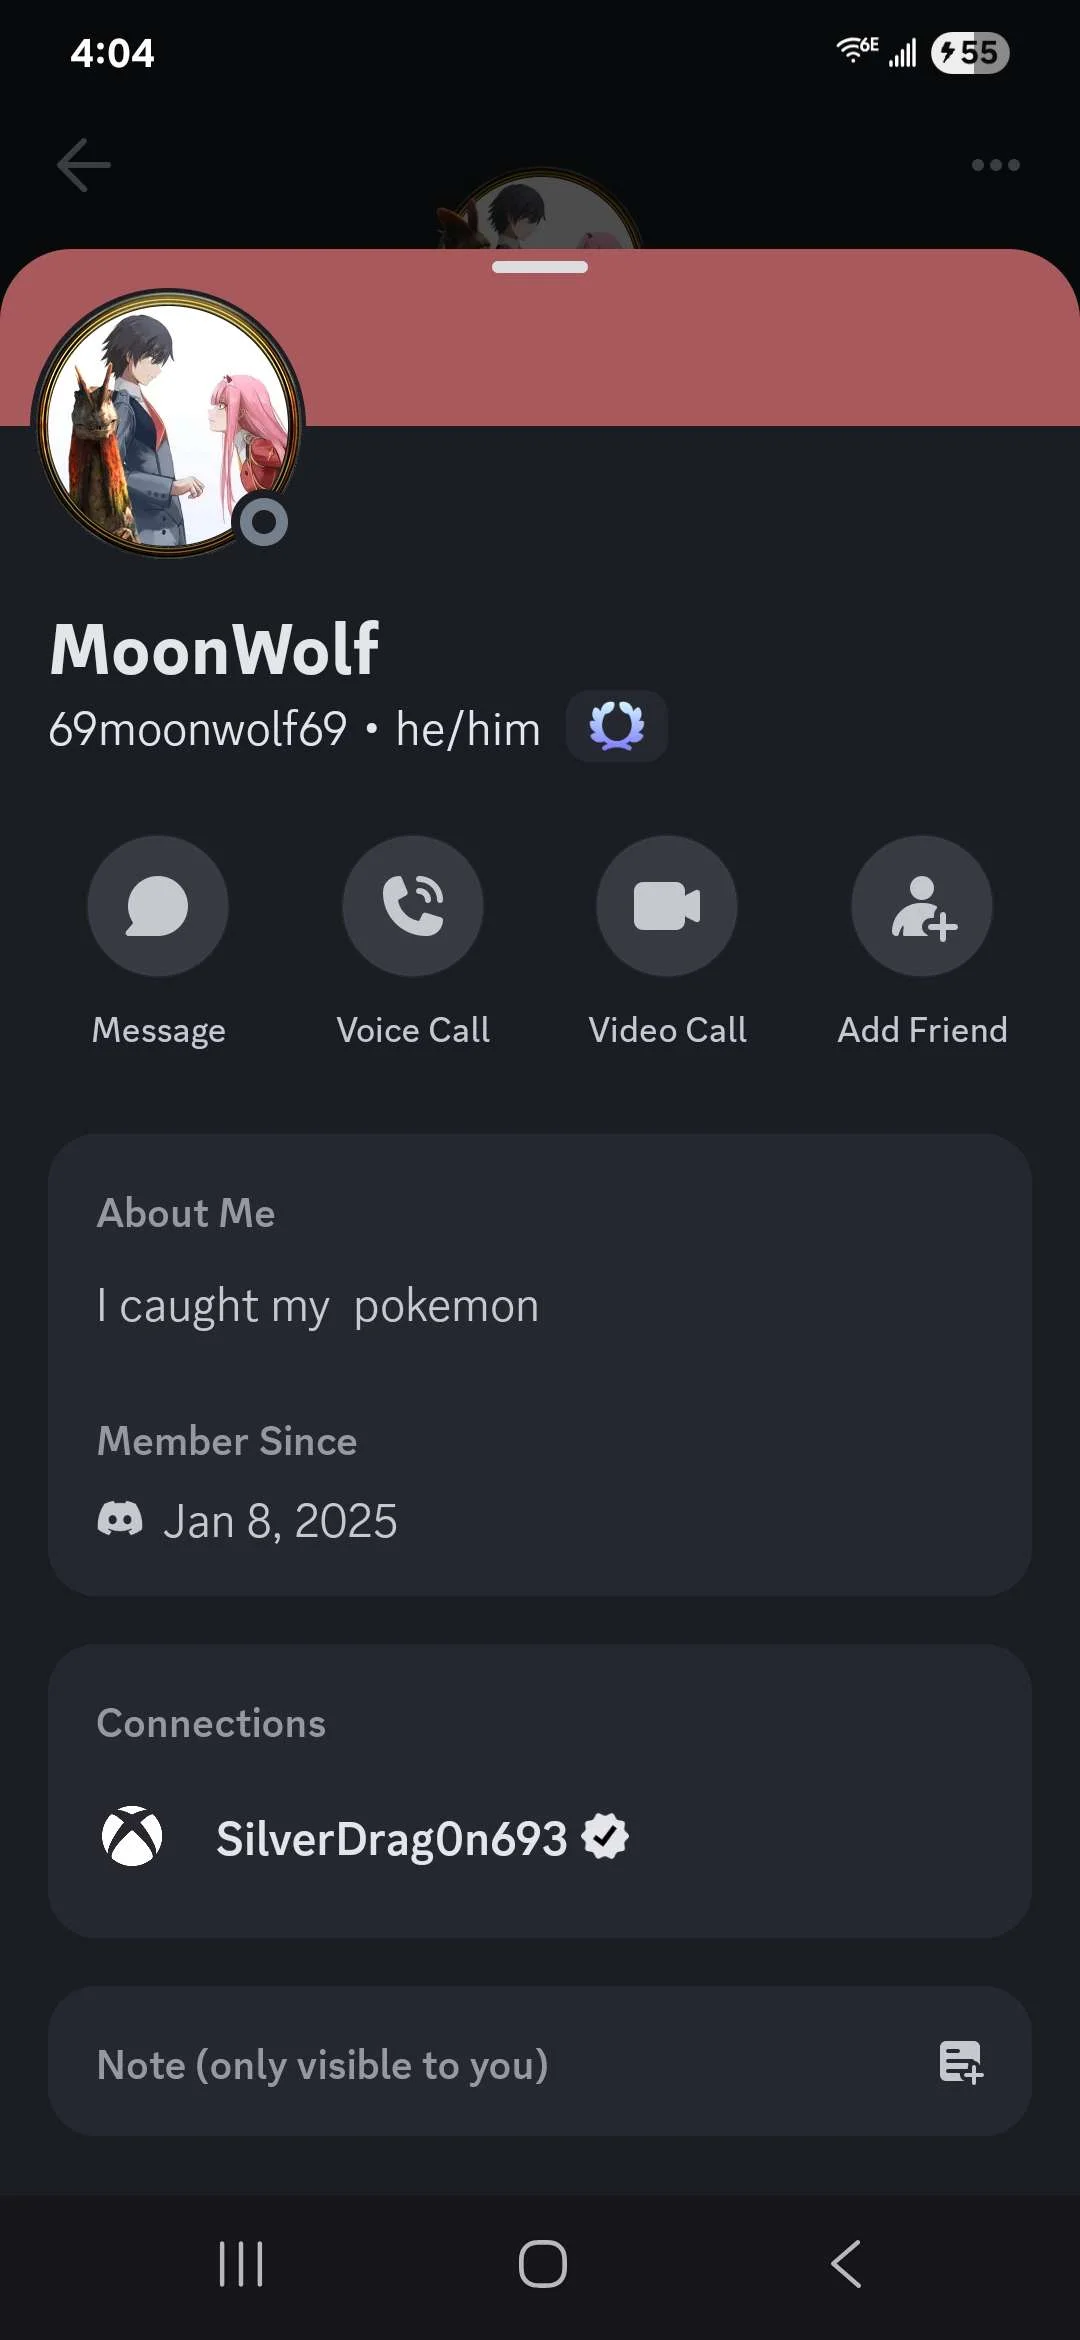 4:04
6E
55
MoonWolf
69moonwolf69 • he/him
Message
Voice Call
Video Call
Add Friend
About Me
I caught my  pokemon
Member Since
Jan 8, 2025
Connections
SilverDrag0n693
Note (only visible to you)